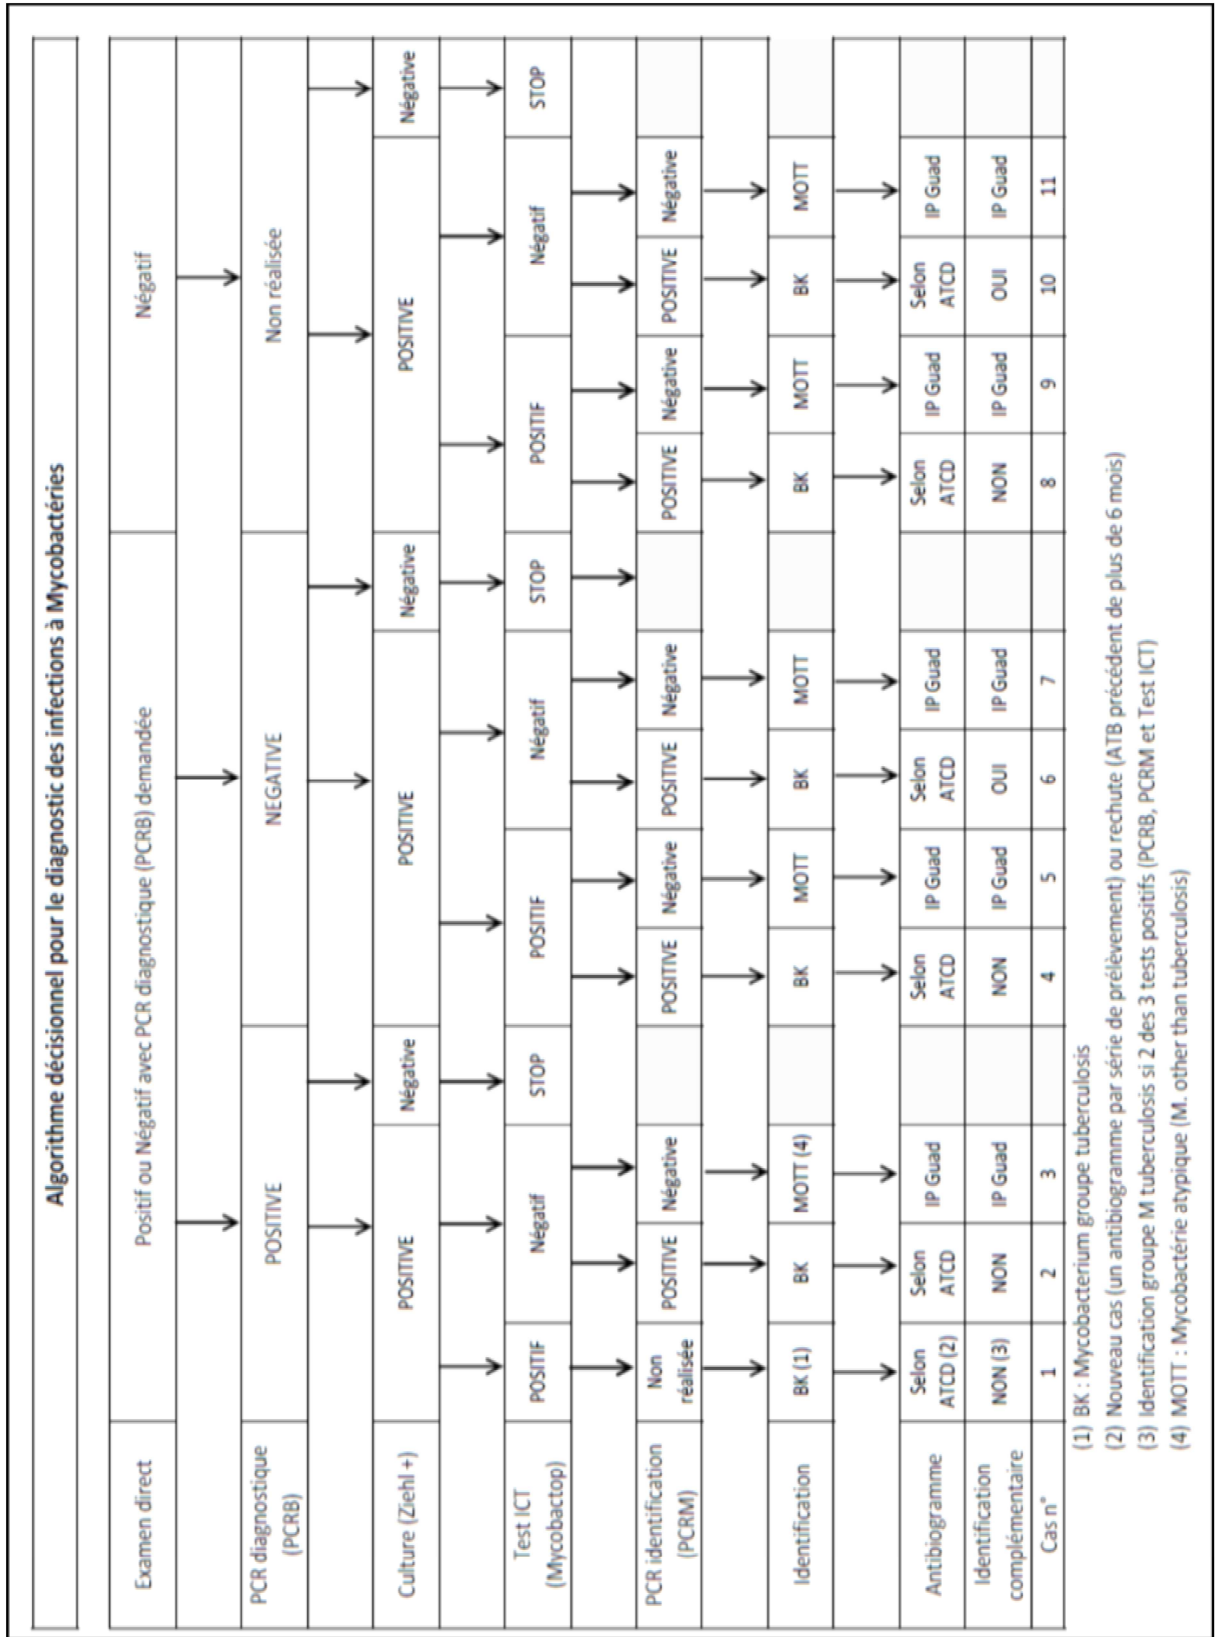 Algorithme décisionnel pour le diagnostic des infections à Mycobactéries
Examen direct Positif ou Négatif avec PCR diagnostique (PCRB) demandée Négatif
PCR diagnostique
(PCRB) POSITIVE NEGATIVE Non réalisée
Culture (Ziehl +) POSITIVE Négative POSITIVE Négative POSITIVE Négative
Test ICT
(Mycobactop) POSITIF Négatif STOP POSITIF Négatif STOP POSITIF Négatif STOP
PCR identification
(PCRM) Non
réalisée POSITIVE Négative POSITIVE Négative POSITIVE Négative POSITIVE Négative POSITIVE Négative
Identification BK (1) BK MOTT (4) BK MOTT BK MOTT BK MOTT BK MOTT
Antibiogramme Selon
ATCD (2) Selon
ATCD IP Guad Selon
ATCD IP Guad Selon
ATCD IP Guad Selon
ATCD IP Guad Selon
ATCD IP Guad
Identification
complémentaire NON (3) NON IP Guad NON IP Guad OUI IP Guad NON IP Guad OUI IP Guad
Cas n° 1 2 3 4 5 6 7 8 9 10 11
(1) BK : Mycobacterium groupe tuberculosis
(2) Nouveau cas (un antibiogramme par série de prélèvement) ou rechute (ATB précédent de plus de 6 mois)
(3) Identification groupe M tuberculosis si 2 des 3 tests positifs (PCRB, PCRM et Test ICT)
(4) MOTT : Mycobactérie atypique (M. other than tuberculosis)